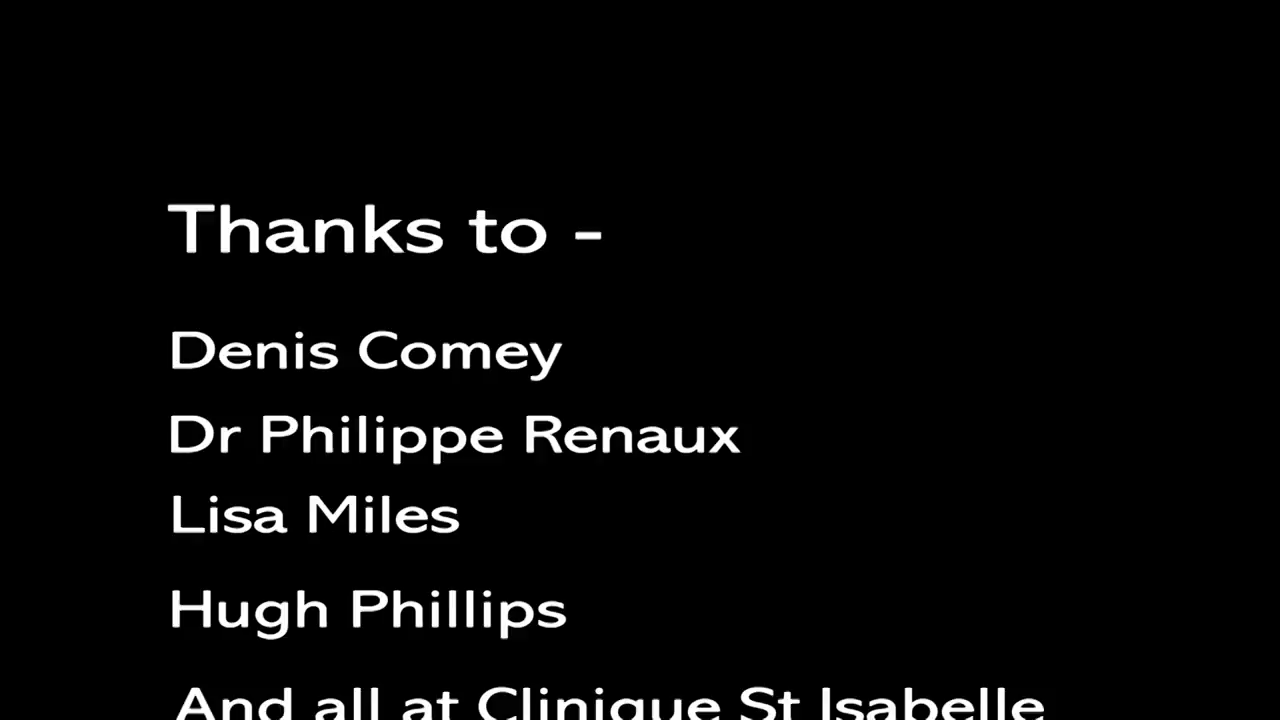 Thanks to -
Denis Comey
Dr Philippe Renaux
Lisa Miles
Hugh Phillips
And all at Clinique St Isabelle